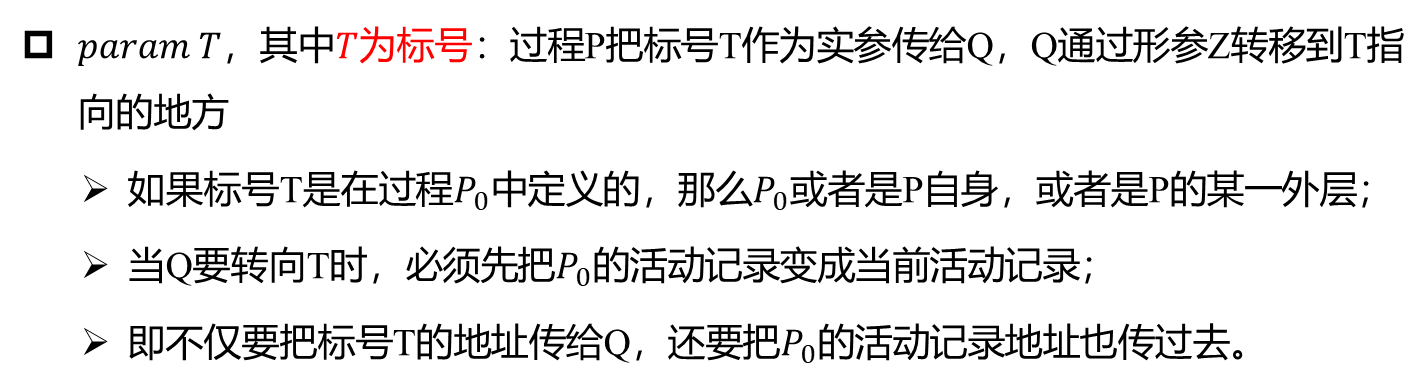 param T，其中T为标号：过程P把标号T作为实参传给Q，Q通过形参Z转移到T指
向的地方
如果标号T是在过程P₀中定义的，那么P₀或者是P自身，或者是P的某一外层；
当Q要转向T时，必须先把P₀的活动记录变成当前活动记录；
即不仅要把标号T的地址传给Q，还要把P₀的活动记录地址也传过去。